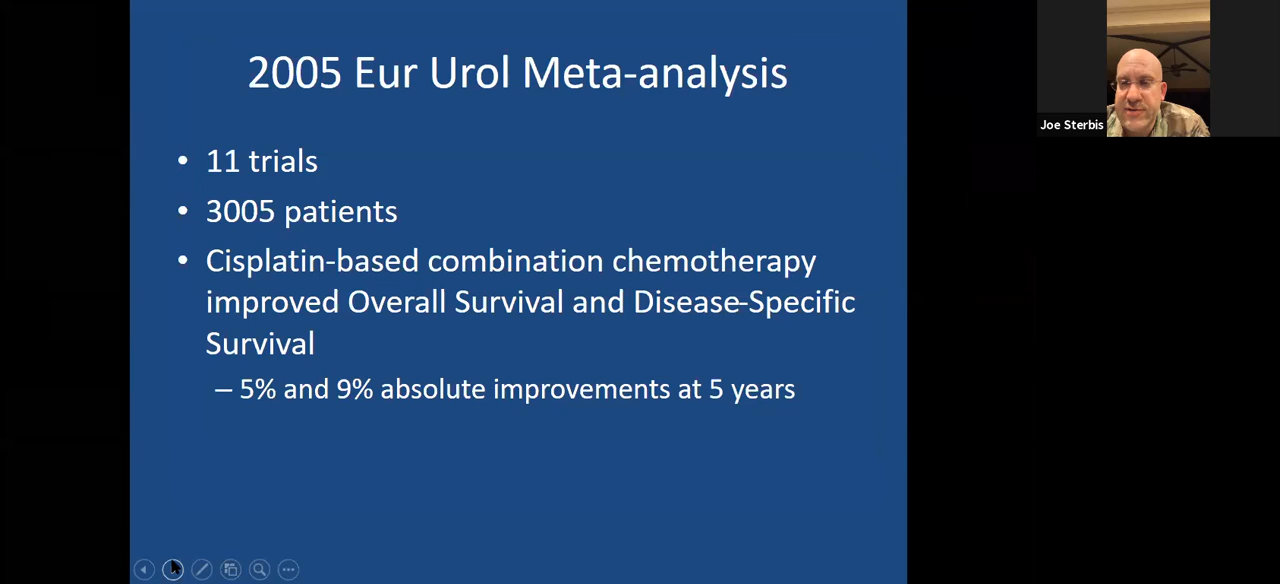 2005 Eur Urol Meta-analysis
• 11 trials
• 3005 patients
• Cisplatin-based combination chemotherapy
improved Overall Survival and Disease-Specific
Survival
– 5% and 9% absolute improvements at 5 years
Joe Sterbis